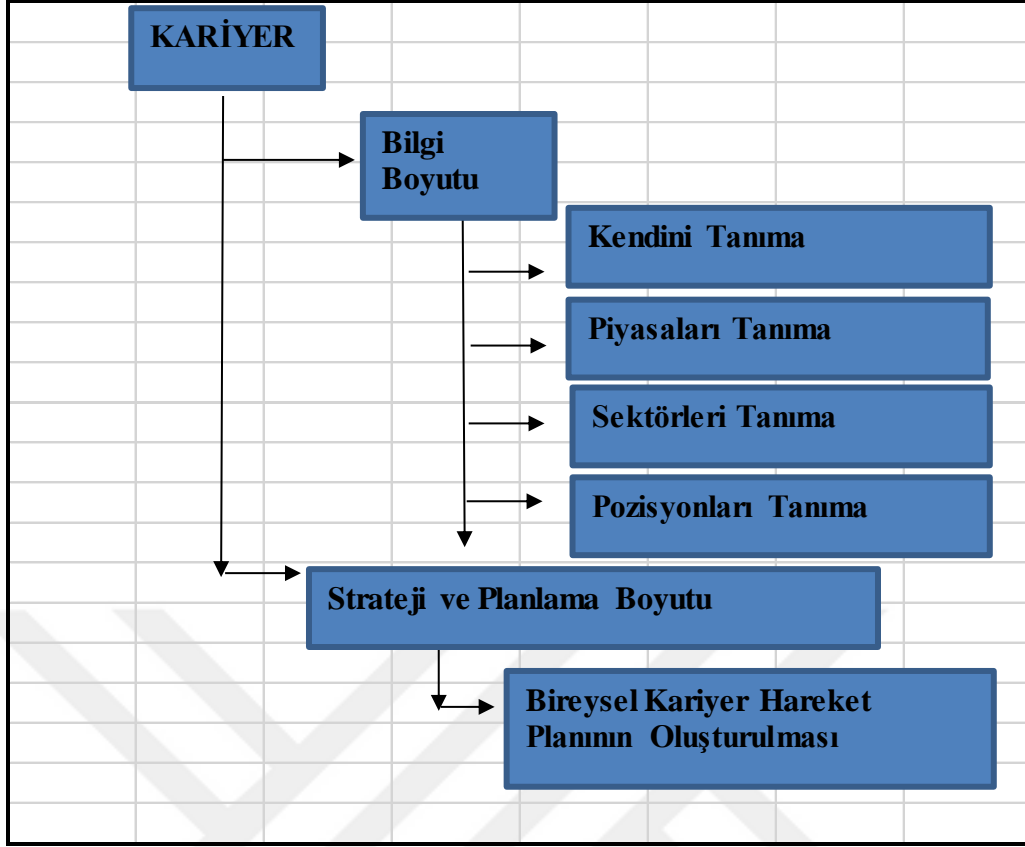 KARİYER
Bilgi
Boyutu
Kendini Tanıma
Piyasaları Tanıma
Sektörleri Tanıma
Pozisyonları Tanıma
Strateji ve Planlama Boyutu
Bireysel Kariyer Hareket
Planının Oluşturulması